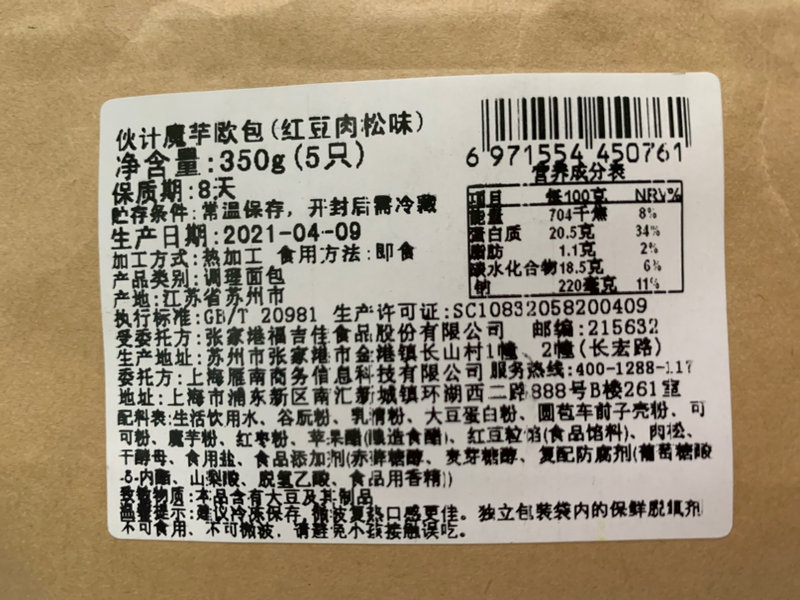 伙计魔芋欧包(红豆肉松味)
净含量:350g(5只)
保质期:8天
贮存条件:常温保存，开封后需冷藏
生产日期:2021-04-09
加工方式:热加工 食用方法:即食
产品类别:调理面包
产地:江苏省苏州市
6 971554 450761
营养成分表
项目 每100克 NRV%
能量 704千焦 8%
蛋白质 20.5克 34%
脂肪 1.1克 2%
碳水化合物 18.5克 6%
钠 220毫克 11%
执行标准:GB/T 20981 生产许可证:SC10832058200409
受委托方:张家港福吉佳食品股份有限公司 邮编:215632
生产地址:苏州市张家港市金港镇长山村1幢、2幢(长宏路)
委托方:上海雁南商务信息科技有限公司 服务热线:400-1288-117
地址:上海市浦东新区南汇新城镇环湖西二路888号B楼261室
配料表:生活饮用水、谷朊粉、乳清粉、大豆蛋白粉、圆苞车前子壳粉、可
可粉、魔芋粉、红枣粉、苹果醋(酿造食醋)、红豆粒馅(食品馅料)、肉松、
干酵母、食用盐、食品添加剂(赤藓糖醇、麦芽糖醇、复配防腐剂(葡萄糖酸
-δ-内酯、山梨酸、脱氢乙酸、食品用香精))
致敏物质:本品含有大豆及其制品
温馨提示:建议冷冻保存，微波复热口感更佳。独立包装袋内的保鲜脱氧剂
不可食用、不可微波，请避免小孩接触误吃。